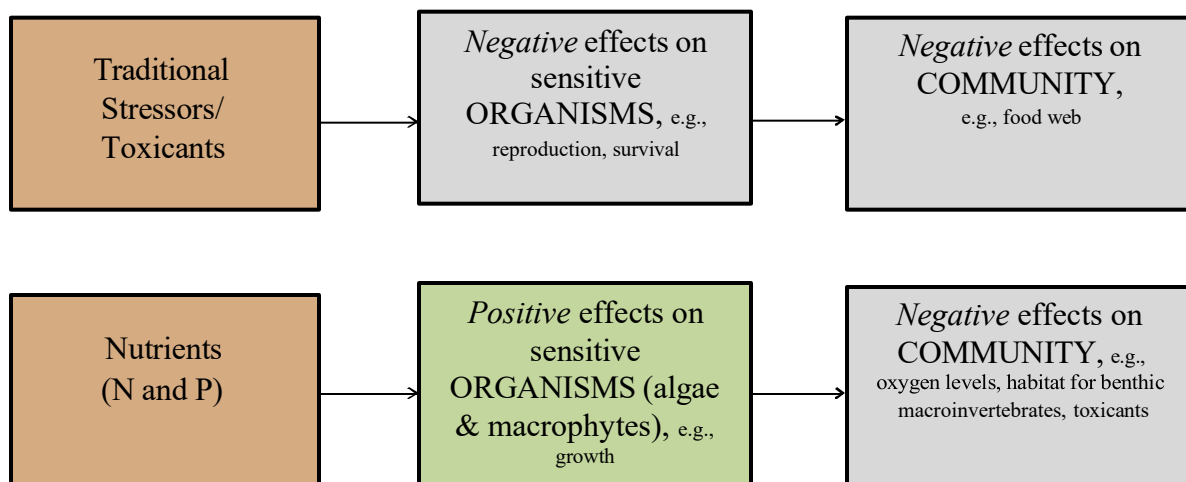 Traditional
Stressors/
Toxicants
Negative effects on
sensitive
ORGANISMS, e.g.,
reproduction, survival
Negative effects on
COMMUNITY,
e.g., food web
Nutrients
(N and P)
Positive effects on
sensitive
ORGANISMS (algae
& macrophytes), e.g.,
growth
Negative effects on
COMMUNITY, e.g.,
oxygen levels, habitat for benthic
macroinvertebrates, toxicants